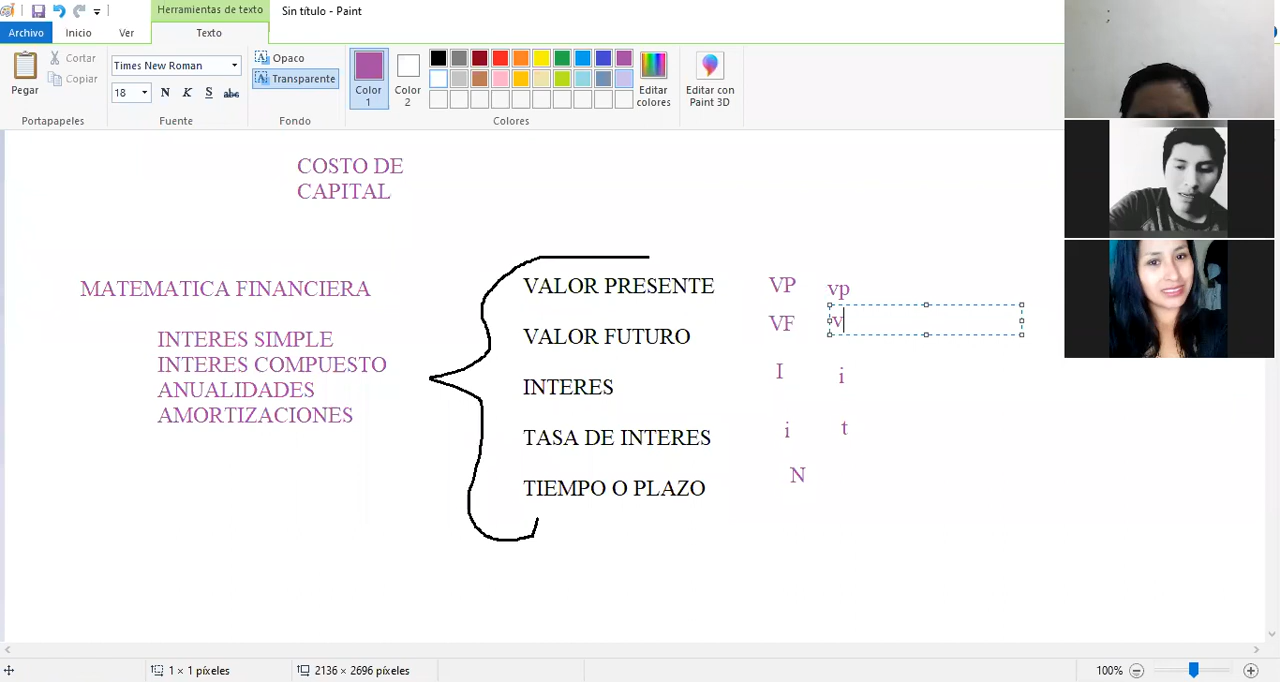 Herramientas de texto
Sin título - Paint
Archivo
Inicio
Ver
Texto
Pegar
Cortar
Copiar
Portapapeles
Times New Roman
18
N
K
S
abc
Fuente
Opaco
Transparente
Fondo
Color 1
Color 2
Editar colores
Editar con Paint 3D
Colores
COSTO DE
CAPITAL
MATEMATICA FINANCIERA
INTERES SIMPLE
INTERES COMPUESTO
ANUALIDADES
AMORTIZACIONES
VALOR PRESENTE VP vp
VALOR FUTURO VF v
INTERES I i
TASA DE INTERES i t
TIEMPO O PLAZO N
1 × 1 píxeles
2136 × 2696 píxeles
100%